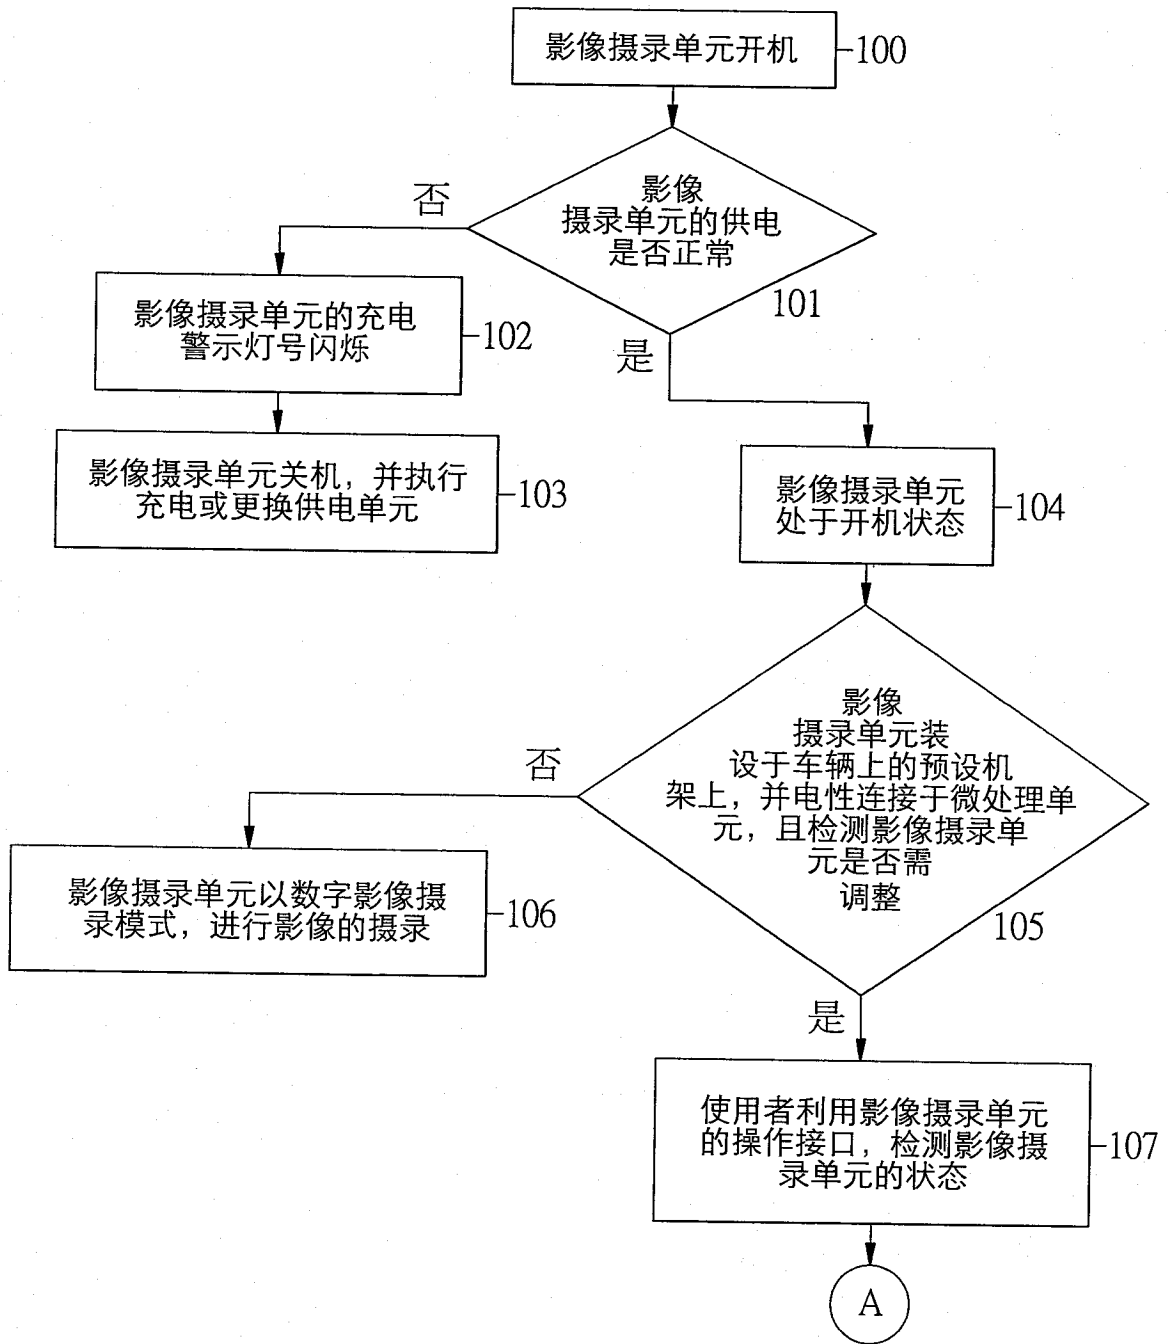 影像摄录单元开机
100
影像
摄录单元的供电
是否正常
101
否
是
影像摄录单元的充电
警示灯号闪烁
102
影像摄录单元关机，并执行
充电或更换供电单元
103
影像摄录单元
处于开机状态
104
影像
摄录单元装
设于车辆上的预设机
架上，并电性连接于微处理单
元，且检测影像摄录单
元是否需
调整
105
否
是
影像摄录单元以数字影像摄
录模式，进行影像的摄录
106
使用者利用影像摄录单元
的操作接口，检测影像摄
录单元的状态
107
A